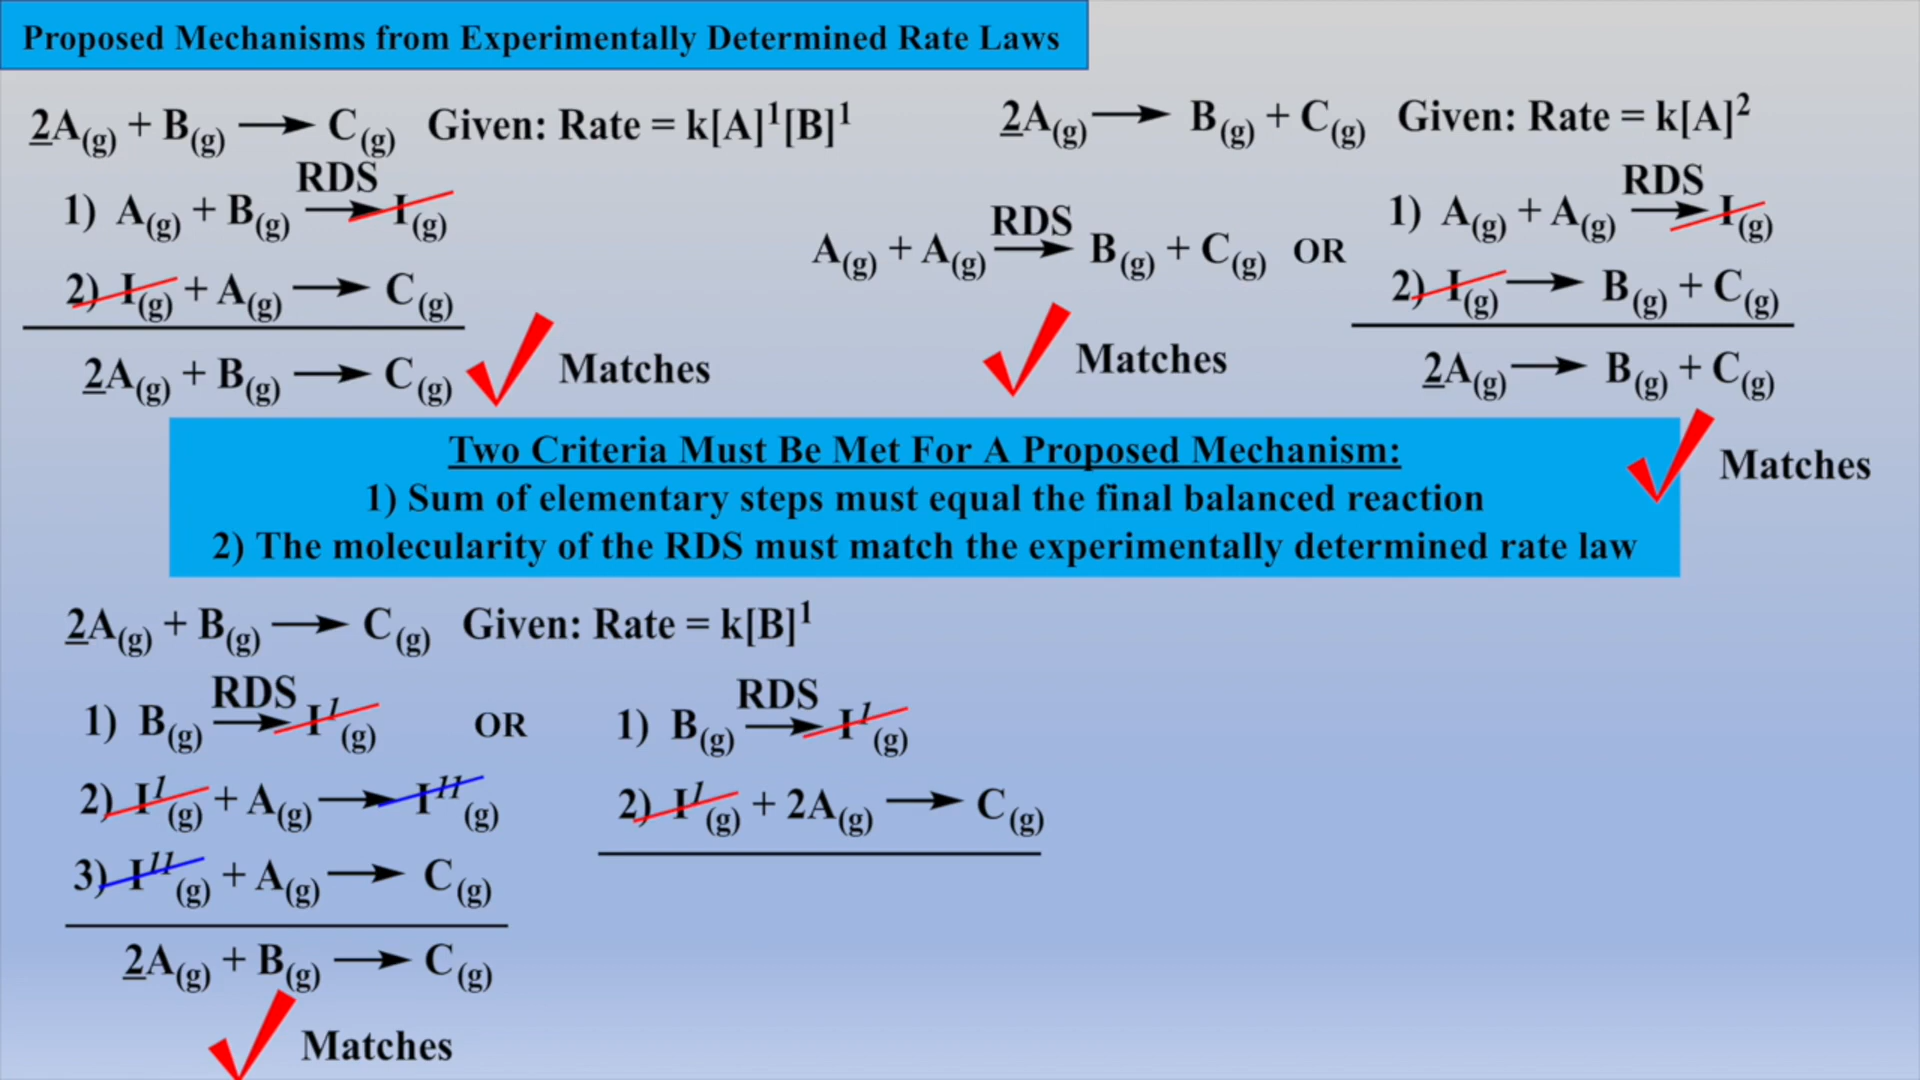 Proposed Mechanisms from Experimentally Determined Rate Laws
2A(g) + B(g) ⟶ C(g) Given: Rate = k[A]¹[B]¹
RDS
1) A(g) + B(g) ⟶ I(g)
2) I(g) + A(g) ⟶ C(g)
2A(g) + B(g) ⟶ C(g)
Matches
2A(g) ⟶ B(g) + C(g) Given: Rate = k[A]²
RDS
A(g) + A(g) ⟶ B(g) + C(g) OR
Matches
RDS
1) A(g) + A(g) ⟶ I(g)
2) I(g) ⟶ B(g) + C(g)
2A(g) ⟶ B(g) + C(g)
Matches
Two Criteria Must Be Met For A Proposed Mechanism:
1) Sum of elementary steps must equal the final balanced reaction
2) The molecularity of the RDS must match the experimentally determined rate law
2A(g) + B(g) ⟶ C(g) Given: Rate = k[B]¹
RDS
1) B(g) ⟶ I¹(g) OR
2) I¹(g) + A(g) ⟶ I¹¹(g)
3) I¹¹(g) + A(g) ⟶ C(g)
2A(g) + B(g) ⟶ C(g)
Matches
RDS
1) B(g) ⟶ I¹(g)
2) I¹(g) + 2A(g) ⟶ C(g)